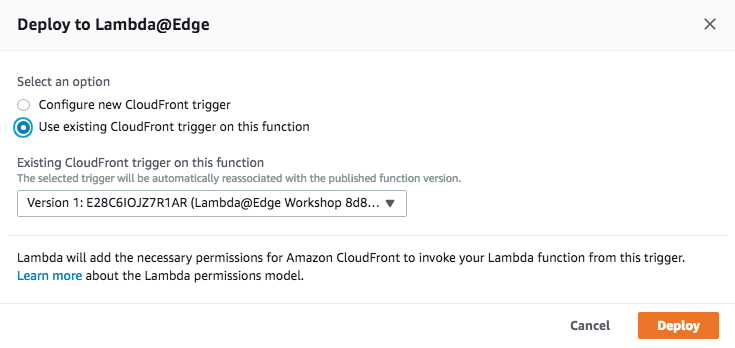 Deploy to Lambda@Edge
Select an option
Configure new CloudFront trigger
Use existing CloudFront trigger on this function
Existing CloudFront trigger on this function
The selected trigger will be automatically reassociated with the published function version.
Version 1: E28C6IOJZ7R1AR (Lambda@Edge Workshop 8d8...
Lambda will add the necessary permissions for Amazon CloudFront to invoke your Lambda function from this trigger.
Learn more about the Lambda permissions model.
Cancel Deploy